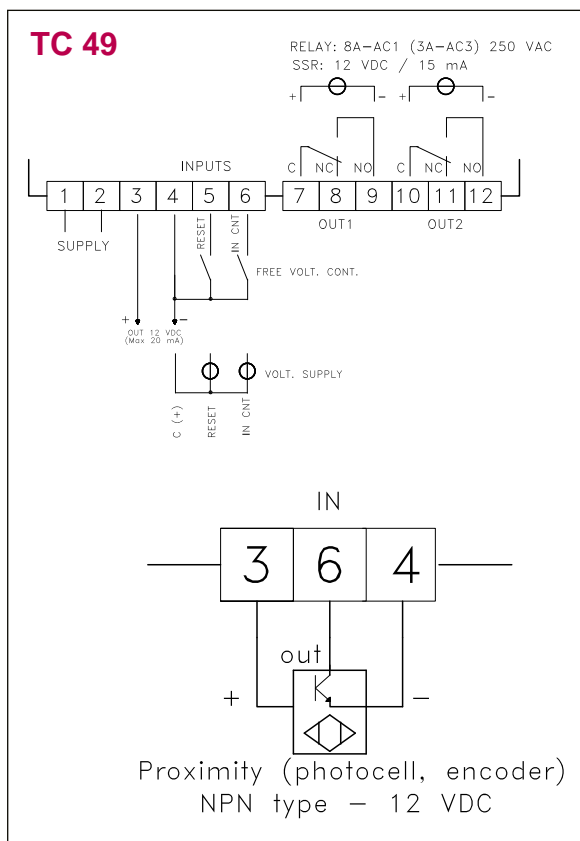 TC 49
RELAY: 8A-AC1 (3A-AC3) 250 VAC
SSR: 12 VDC / 15 mA
+ - + -
INPUTS
C NC NO C NC NO
1 2 3 4 5 6 7 8 9 10 11 12
SUPPLY
RESET
IN CNT
OUT1
OUT2
FREE VOLT. CONT.
+ -
OUT 12 VDC
(Max 20 mA)
VOLT. SUPPLY
C (+)
RESET
IN CNT
IN
3 6 4
out
+ -
Proximity (photocell, encoder)
NPN type - 12 VDC